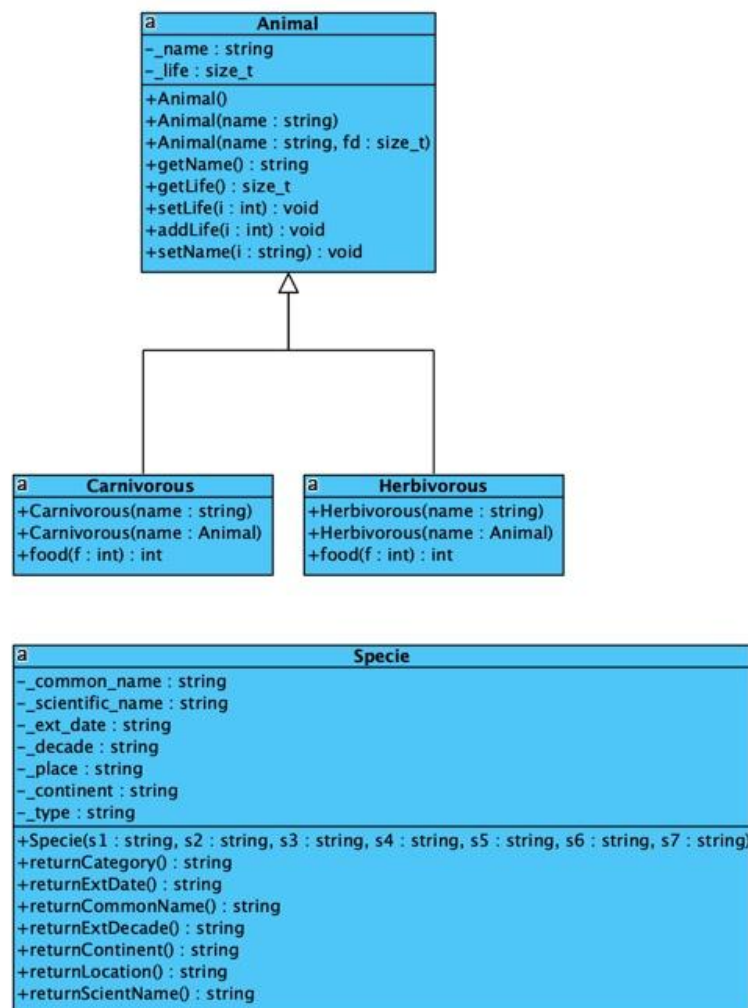 a Animal
-_name : string
-_life : size_t
+Animal()
+Animal(name : string)
+Animal(name : string, fd : size_t)
+getName() : string
+getLife() : size_t
+setLife(i : int) : void
+addLife(i : int) : void
+setName(i : string) : void
a Carnivorous
+Carnivorous(name : string)
+Carnivorous(name : Animal)
+food(f : int) : int
a Herbivorous
+Herbivorous(name : string)
+Herbivorous(name : Animal)
+food(f : int) : int
a Specie
-_common_name : string
-_scientific_name : string
-_ext_date : string
-_decade : string
-_place : string
-_continent : string
-_type : string
+Specie(s1 : string, s2 : string, s3 : string, s4 : string, s5 : string, s6 : string, s7 : string)
+returnCategory() : string
+returnExtDate() : string
+returnCommonName() : string
+returnExtDecade() : string
+returnContinent() : string
+returnLocation() : string
+returnScientName() : string